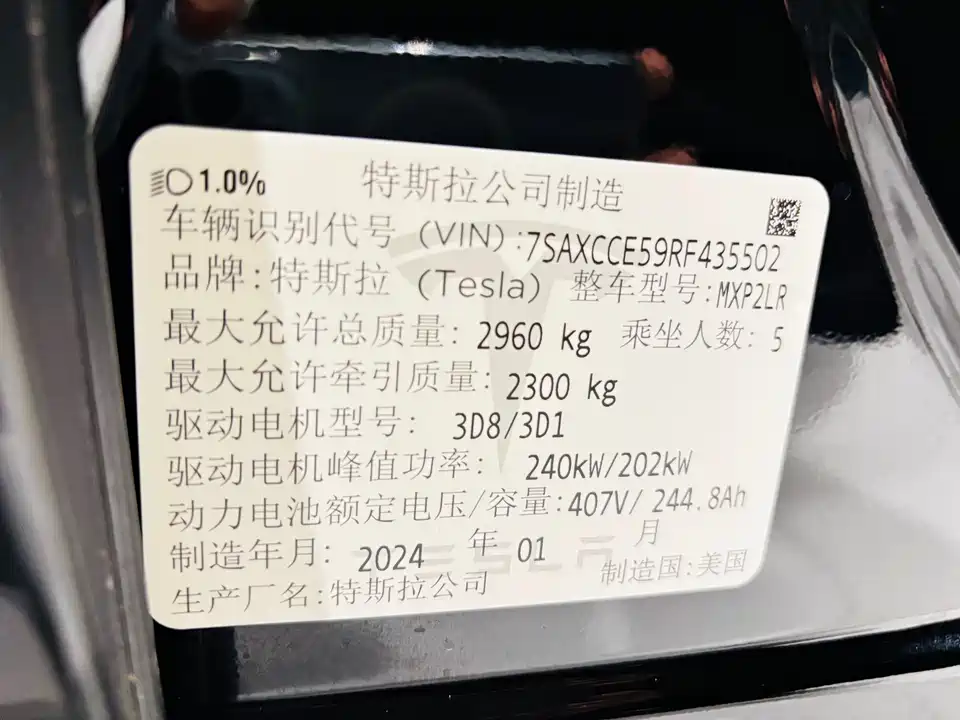 1.0% 特斯拉公司制造
车辆识别代号 (VIN):7SAXCCE59RF435502
品牌:特斯拉 (Tesla) 整车型号:MXP2LR
最大允许总质量: 2960 kg 乘坐人数: 5
最大允许牵引质量: 2300 kg
驱动电机型号: 3D8/3D1
驱动电机峰值功率: 240kW/202kW
动力电池额定电压/容量:407V/ 244.8Ah
制造年月: 2024 年 01 月
生产厂名:特斯拉公司 制造国:美国
TESLA